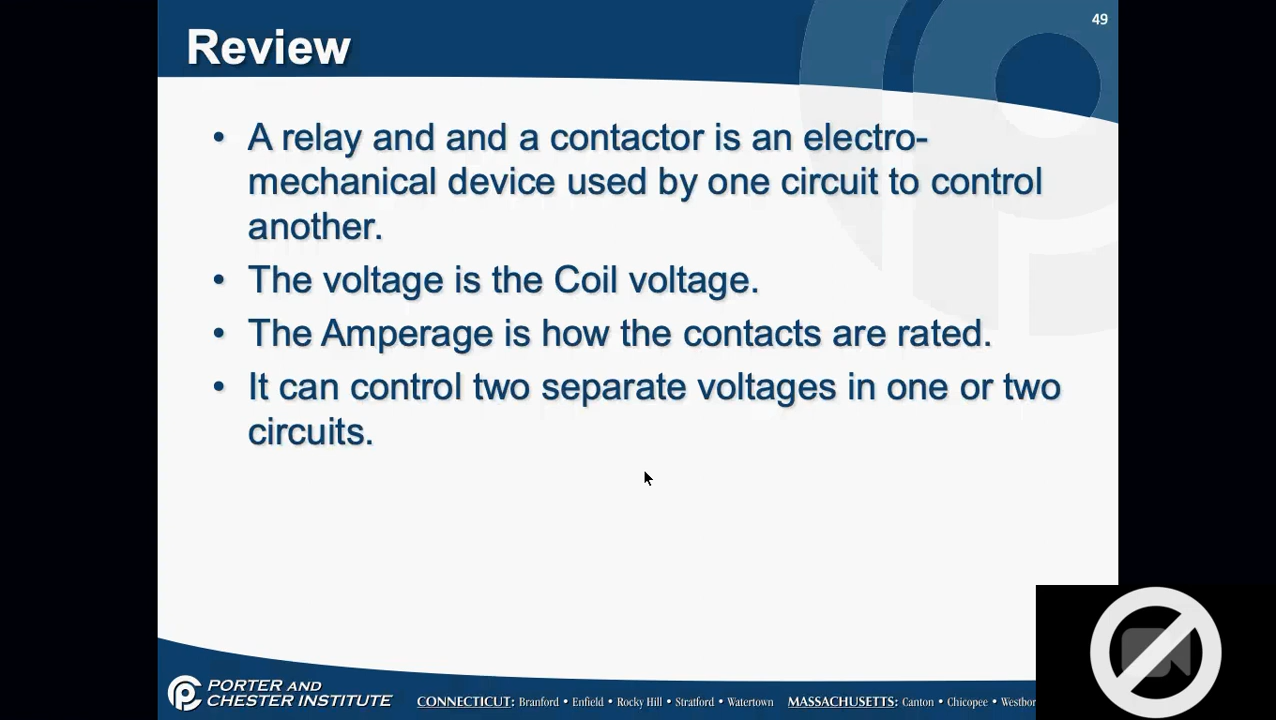 49
Review
• A relay and and a contactor is an electro-
mechanical device used by one circuit to control
another.
• The voltage is the Coil voltage.
• The Amperage is how the contacts are rated.
• It can control two separate voltages in one or two
circuits.
PORTER AND
CHESTER INSTITUTE
CONNECTICUT: Branford • Enfield • Rocky Hill • Stratford • Watertown MASSACHUSETTS: Canton • Chicopee • Westbor